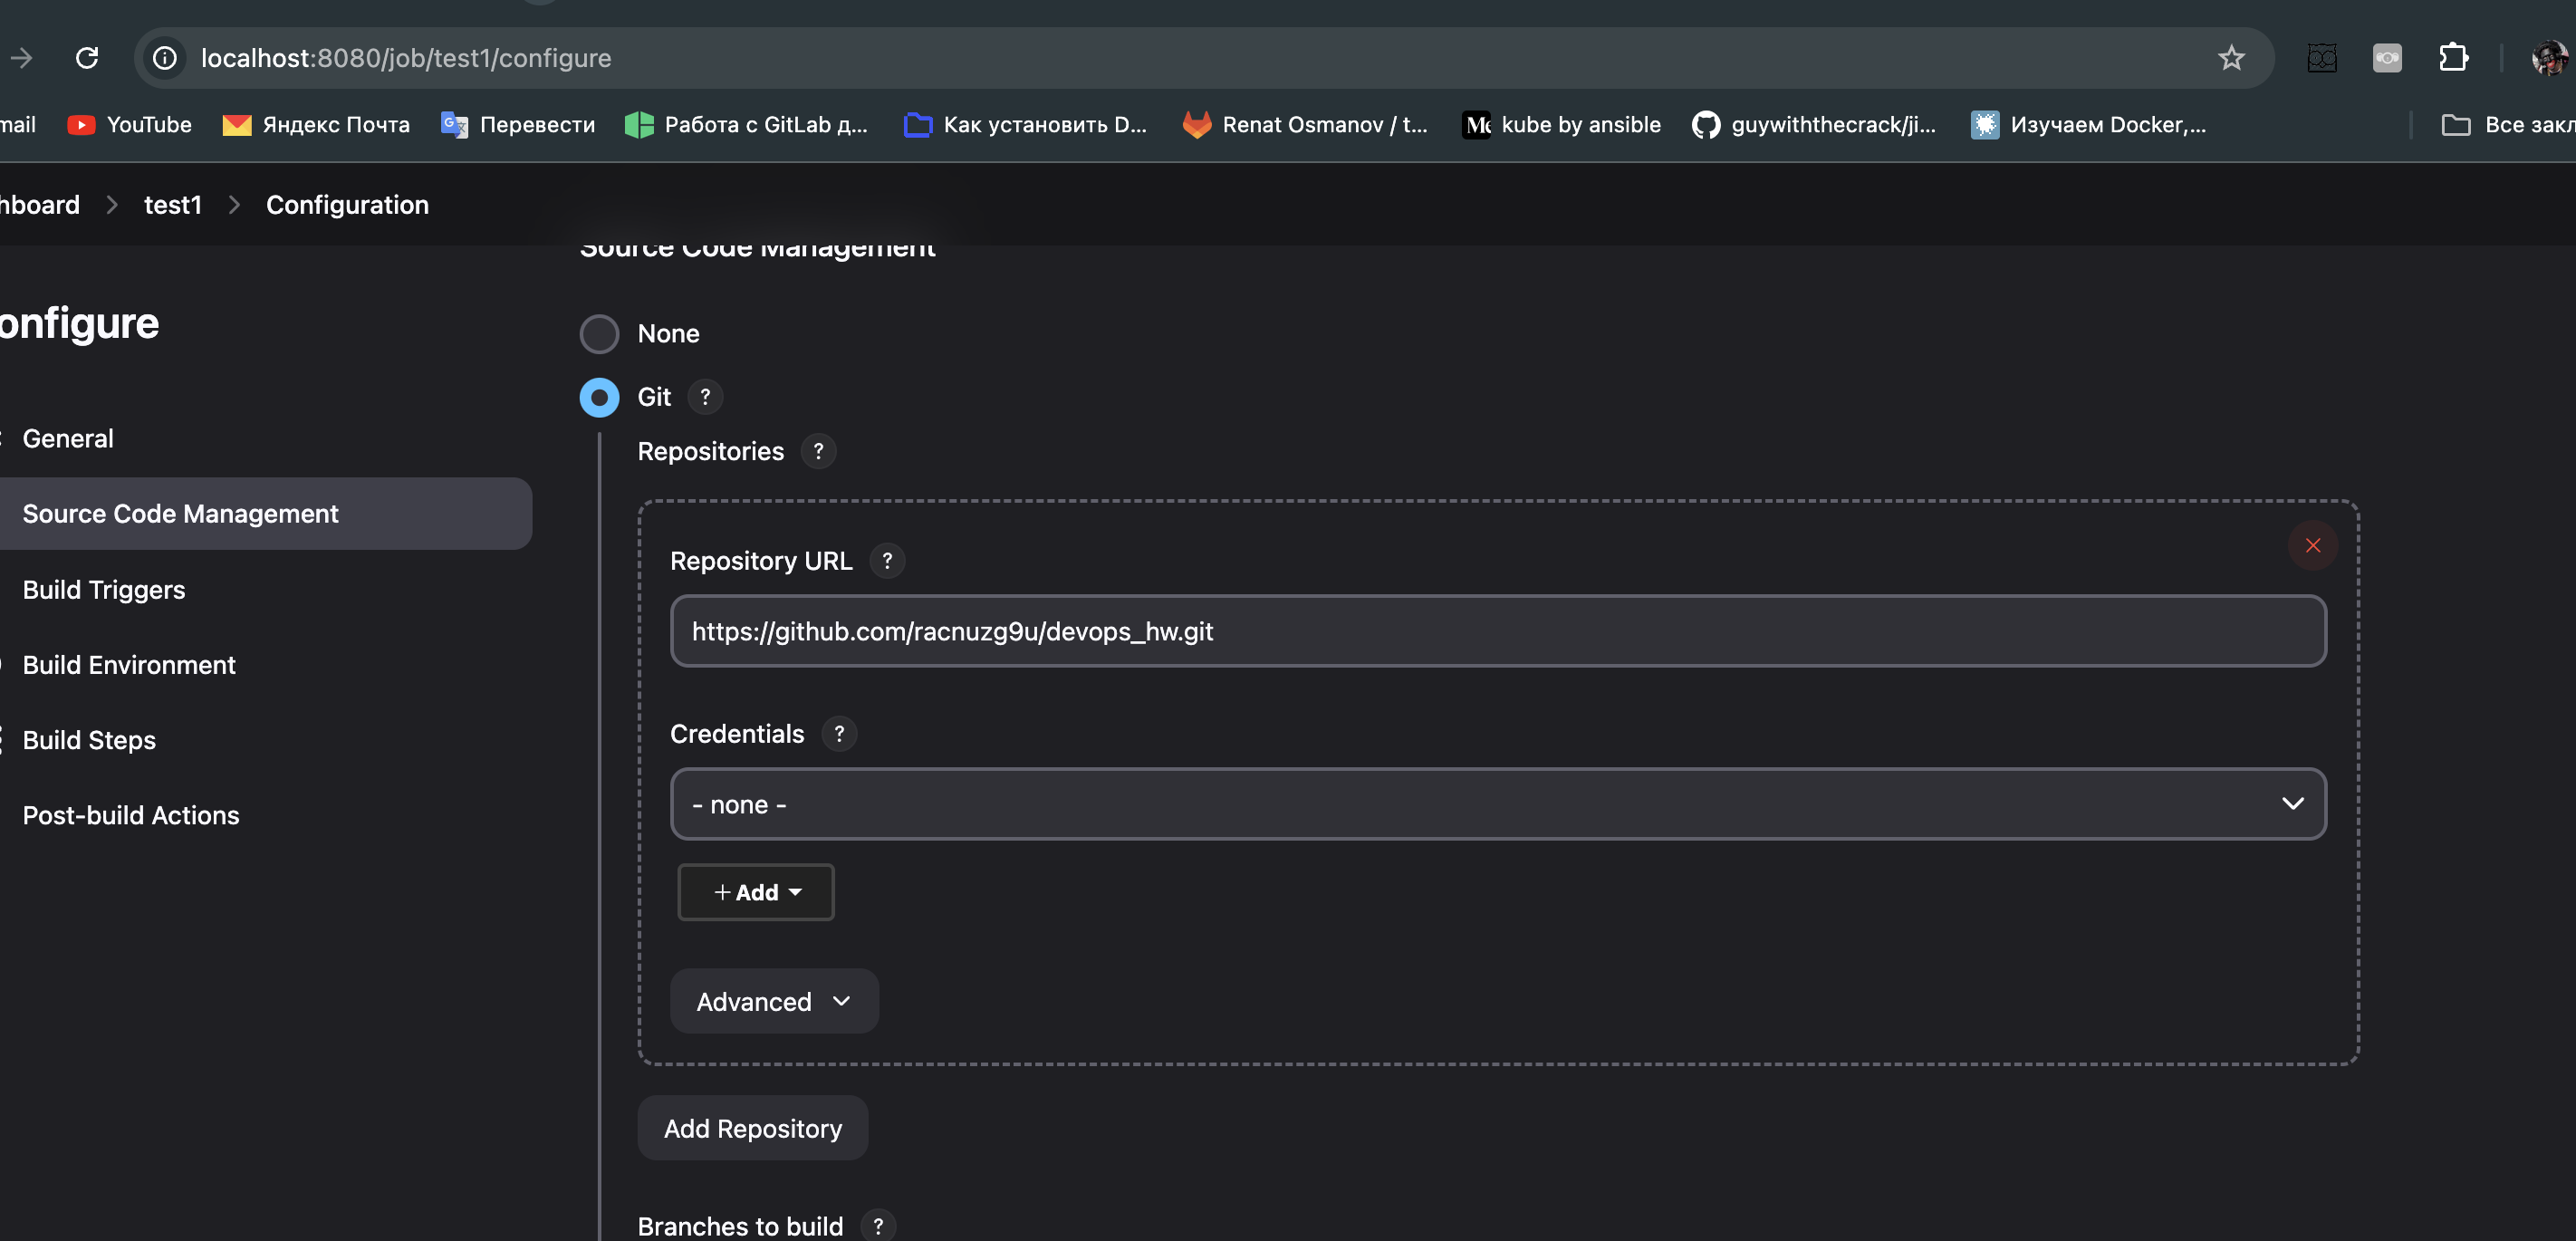 localhost:8080/job/test1/configure
mail YouTube Яндекс Почта Перевести Работа с GitLab д... Как установить D... Renat Osmanov / t... kube by ansible guywiththecrack/ji... Изучаем Docker,... Все закл
hboard > test1 > Configuration
Source Code Management
onfigure
None
Git ?
General
Repositories ?
Source Code Management
Repository URL ?
Build Triggers
https://github.com/racnuzg9u/devops_hw.git
Build Environment
Credentials ?
Build Steps
- none -
Post-build Actions
+ Add
Advanced
Add Repository
Branches to build ?